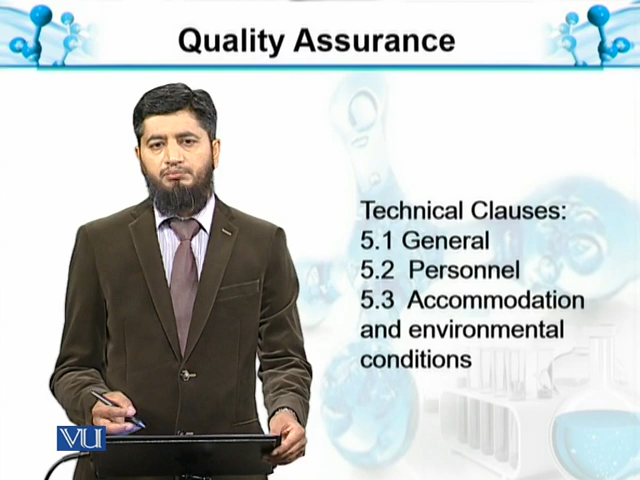 Quality Assurance
Technical Clauses:
5.1 General
5.2 Personnel
5.3 Accommodation
and environmental
conditions
VU